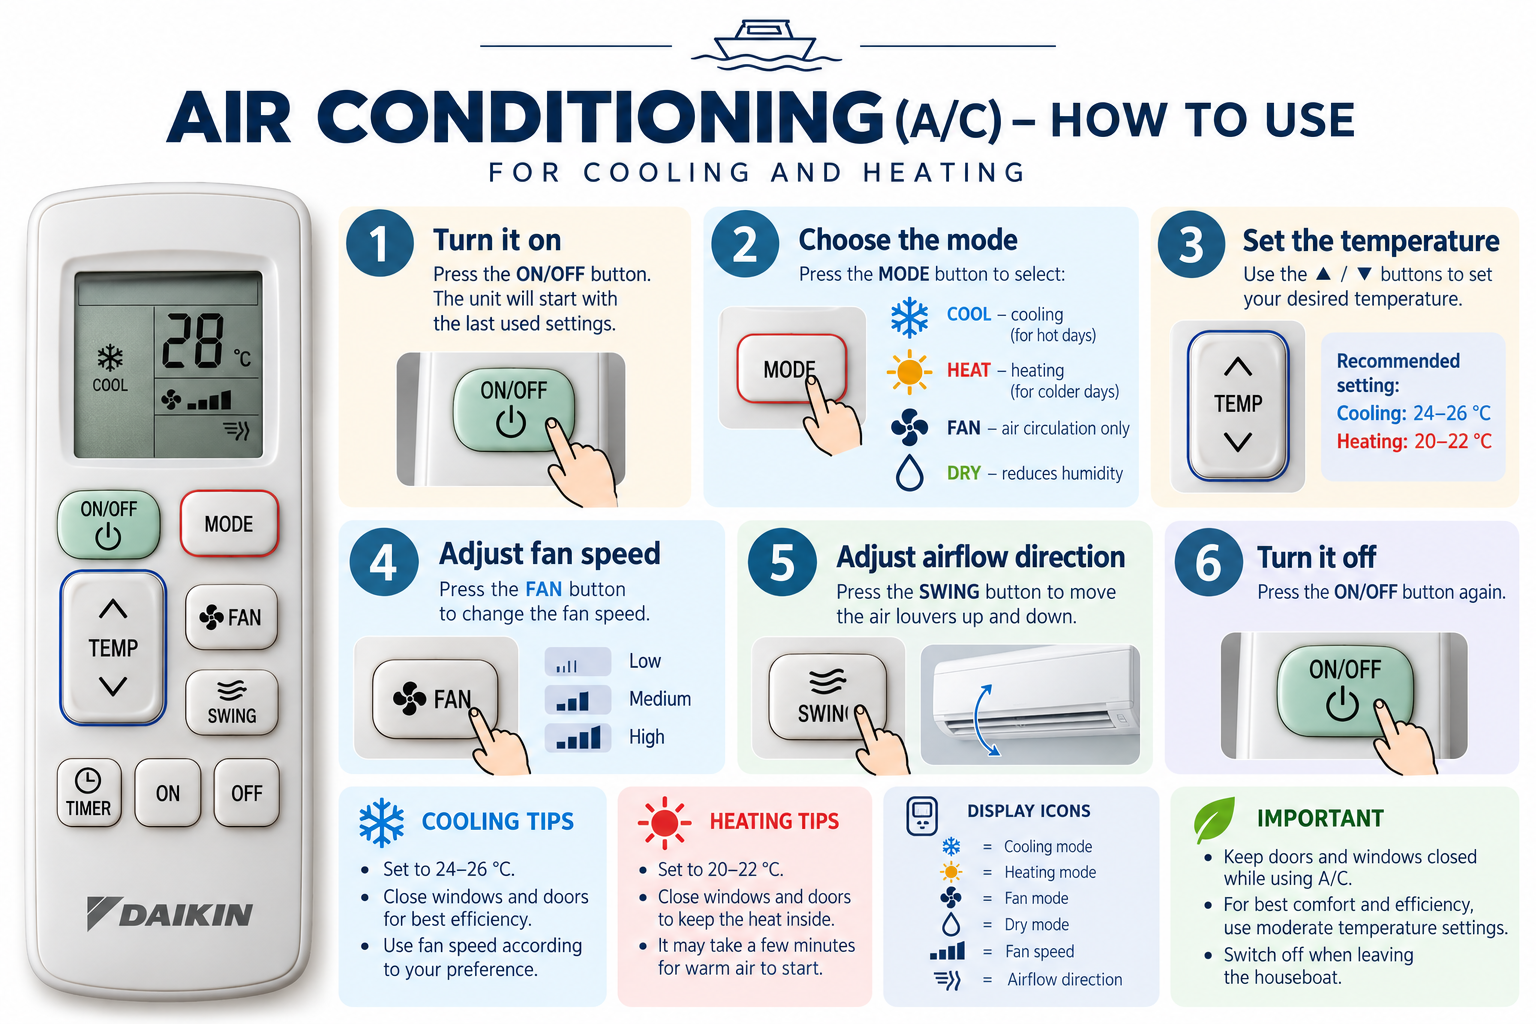 AIR CONDITIONING (A/C) – HOW TO USE
FOR COOLING AND HEATING
28 °C
COOL
ON/OFF
MODE
TEMP
FAN
SWING
TIMER
ON
OFF
DAIKIN
1
Turn it on
Press the ON/OFF button.
The unit will start with
the last used settings.
ON/OFF
2
Choose the mode
Press the MODE button to select:
MODE
COOL – cooling
(for hot days)
HEAT – heating
(for colder days)
FAN – air circulation only
DRY – reduces humidity
3
Set the temperature
Use the ▲ / ▼ buttons to set
your desired temperature.
TEMP
Recommended
setting:
Cooling: 24–26 °C
Heating: 20–22 °C
4
Adjust fan speed
Press the FAN button
to change the fan speed.
FAN
Low
Medium
High
5
Adjust airflow direction
Press the SWING button to move
the air louvers up and down.
SWIN
6
Turn it off
Press the ON/OFF button again.
ON/OFF
COOLING TIPS
• Set to 24–26 °C.
• Close windows and doors
for best efficiency.
• Use fan speed according
to your preference.
HEATING TIPS
• Set to 20–22 °C.
• Close windows and doors
to keep the heat inside.
• It may take a few minutes
for warm air to start.
DISPLAY ICONS
= Cooling mode
= Heating mode
= Fan mode
= Dry mode
= Fan speed
= Airflow direction
IMPORTANT
• Keep doors and windows closed
while using A/C.
• For best comfort and efficiency,
use moderate temperature settings.
• Switch off when leaving
the houseboat.